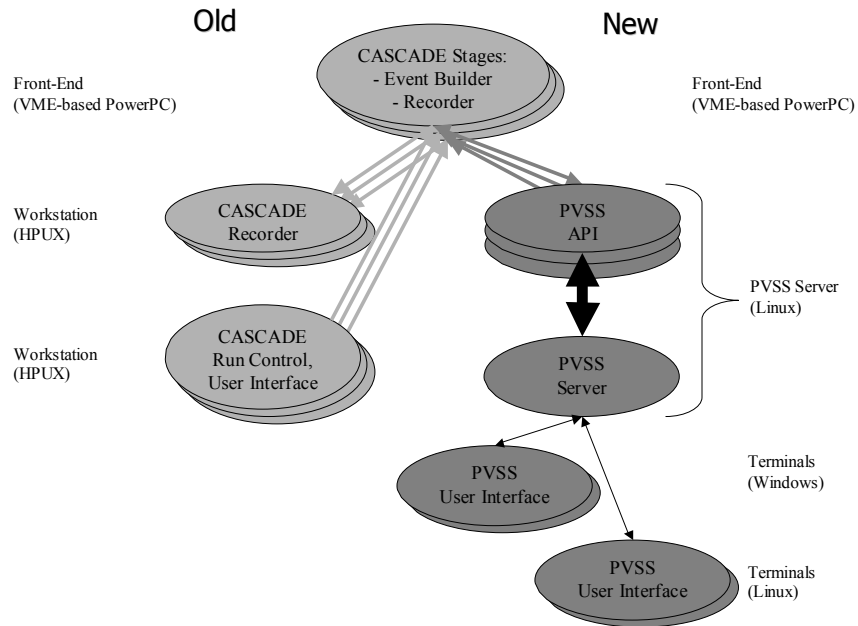 Old
New
CASCADE Stages:
- Event Builder
- Recorder
Front-End
(VME-based PowerPC)
Front-End
(VME-based PowerPC)
Workstation
(HPUX)
CASCADE
Recorder
PVSS
API
PVSS Server
(Linux)
Workstation
(HPUX)
CASCADE
Run Control,
User Interface
PVSS
Server
PVSS
User Interface
Terminals
(Windows)
PVSS
User Interface
Terminals
(Linux)